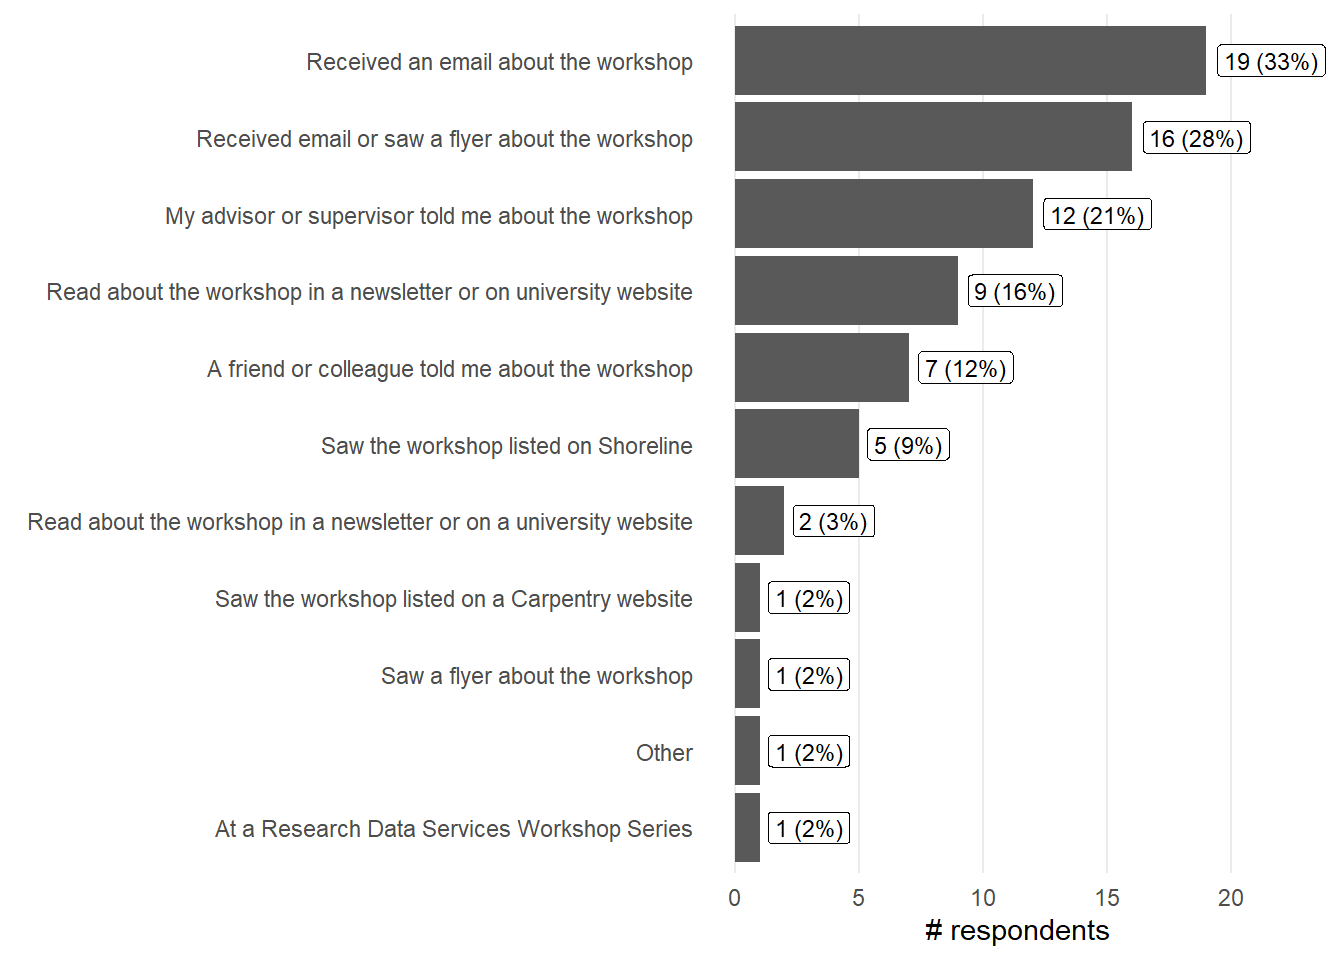 Received an email about the workshop 19 (33%)
Received email or saw a flyer about the workshop 16 (28%)
My advisor or supervisor told me about the workshop 12 (21%)
Read about the workshop in a newsletter or on university website 9 (16%)
A friend or colleague told me about the workshop 7 (12%)
Saw the workshop listed on Shoreline 5 (9%)
Read about the workshop in a newsletter or on a university website 2 (3%)
Saw the workshop listed on a Carpentry website 1 (2%)
Saw a flyer about the workshop 1 (2%)
Other 1 (2%)
At a Research Data Services Workshop Series 1 (2%)
0 5 10 15 20
# respondents